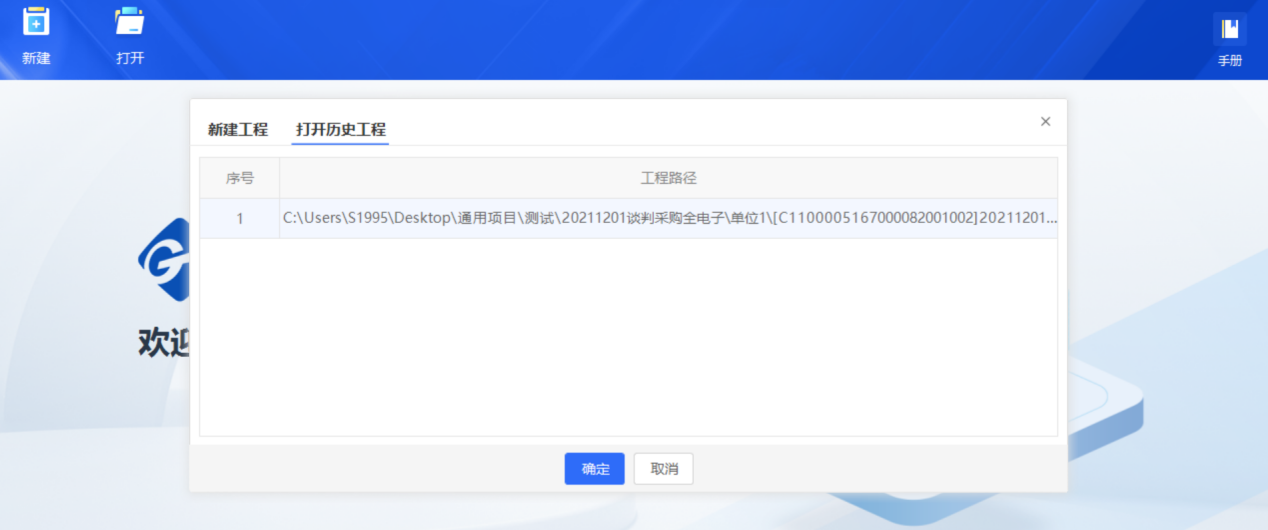 新建
打开
手册
新建工程
打开历史工程
序号
工程路径
1
C:\Users\S1995\Desktop\通用项目\测试\20211201谈判采购全电子\单位1\[C1100005167000082001002]20211201...
欢迎
确定
取消